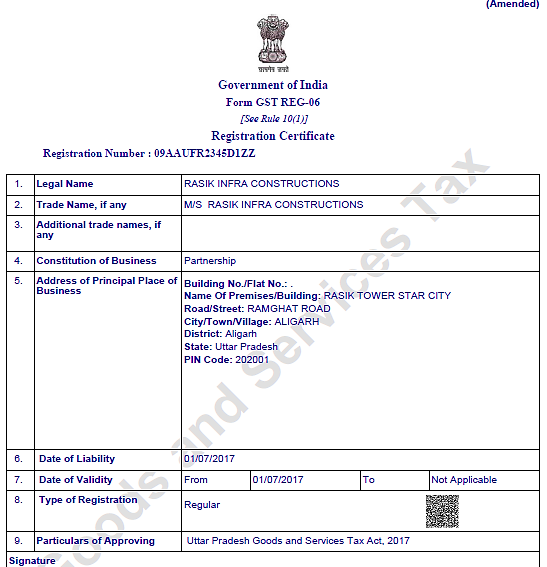 (Amended)
सत्यमेव जयते
Government of India
Form GST REG-06
[See Rule 10(1)]
Registration Certificate
Registration Number : 09AAUFR2345D1ZZ
1. Legal Name RASIK INFRA CONSTRUCTIONS
2. Trade Name, if any M/S RASIK INFRA CONSTRUCTIONS
3. Additional trade names, if
any
4. Constitution of Business Partnership
5. Address of Principal Place of
Business
Building No./Flat No.: .
Name Of Premises/Building: RASIK TOWER STAR CITY
Road/Street: RAMGHAT ROAD
City/Town/Village: ALIGARH
District: Aligarh
State: Uttar Pradesh
PIN Code: 202001
6. Date of Liability 01/07/2017
7. Date of Validity From 01/07/2017 To Not Applicable
8. Type of Registration Regular
9. Particulars of Approving Uttar Pradesh Goods and Services Tax Act, 2017
Signature
Goods and Services Tax